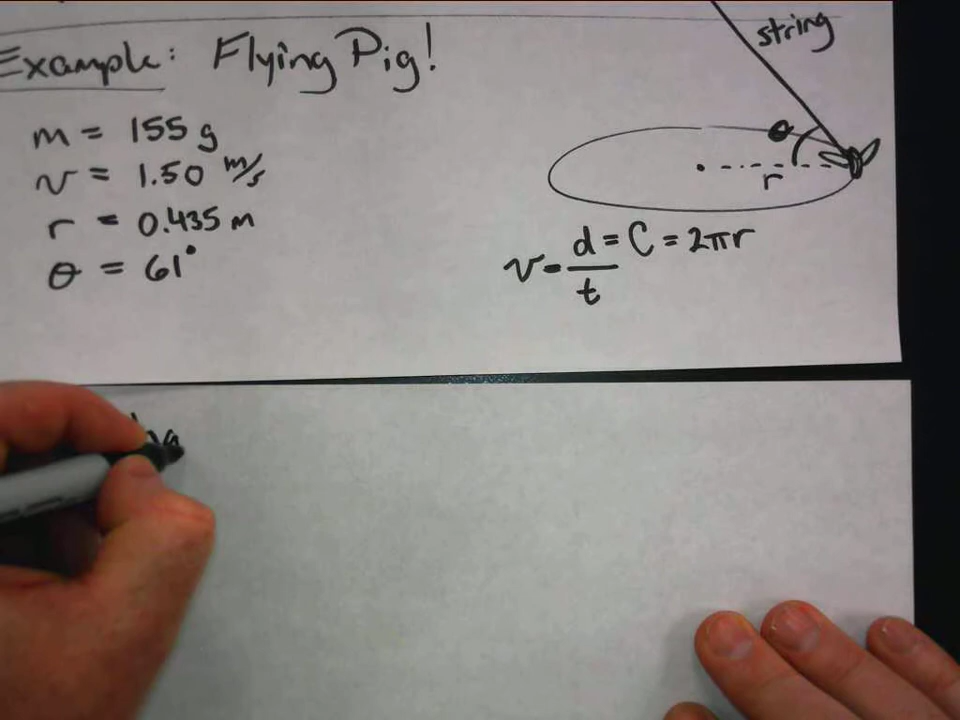 Example: Flying Pig!
m = 155 g
v = 1.50 m/s
r = 0.435 m
θ = 61°
string
θ
r
v = d = C = 2πr
t